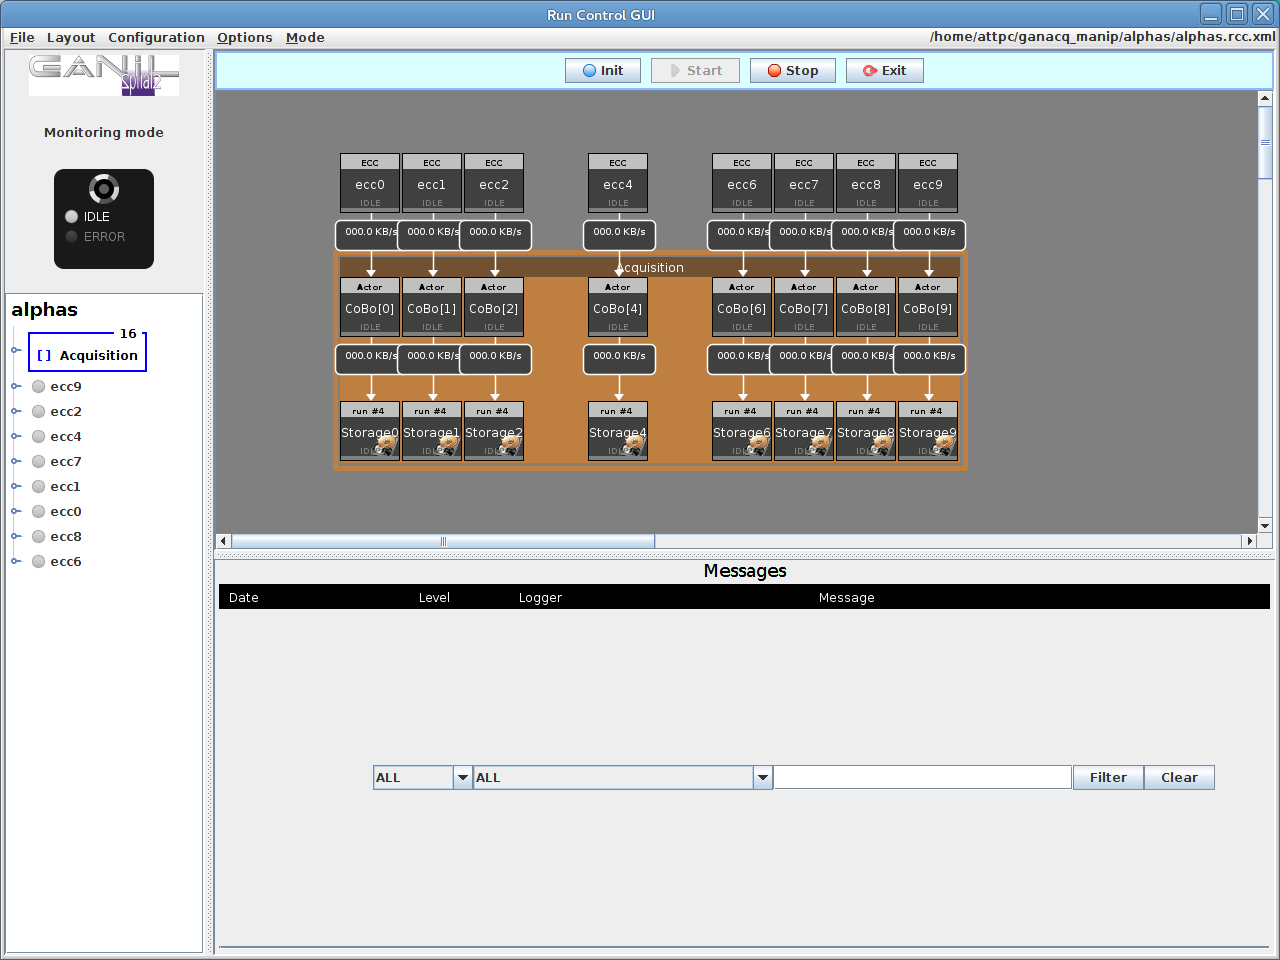 Run Control GUI
File Layout Configuration Options Mode /home/attpc/ganacq_manip/alphas/alphas.rcc.xml
GANIL
spiral2
Monitoring mode
IDLE
ERROR
alphas
16
[ ] Acquisition
ecc9
ecc2
ecc4
ecc7
ecc1
ecc0
ecc8
ecc6
Init Start Stop Exit
ECC ECC ECC ECC ECC ECC ECC ECC
ecc0 ecc1 ecc2 ecc4 ecc6 ecc7 ecc8 ecc9
IDLE IDLE IDLE IDLE IDLE IDLE IDLE IDLE
000.0 KB/s 000.0 KB/s 000.0 KB/s 000.0 KB/s 000.0 KB/s 000.0 KB/s 000.0 KB/s 000.0 KB/s
Acquisition
Actor Actor Actor Actor Actor Actor Actor Actor
CoBo[0] CoBo[1] CoBo[2] CoBo[4] CoBo[6] CoBo[7] CoBo[8] CoBo[9]
IDLE IDLE IDLE IDLE IDLE IDLE IDLE IDLE
000.0 KB/s 000.0 KB/s 000.0 KB/s 000.0 KB/s 000.0 KB/s 000.0 KB/s 000.0 KB/s 000.0 KB/s
run #4 run #4 run #4 run #4 run #4 run #4 run #4 run #4
Storage0 Storage1 Storage2 Storage4 Storage6 Storage7 Storage8 Storage9
IDLE IDLE IDLE IDLE IDLE IDLE IDLE IDLE
Messages
Date Level Logger Message
ALL ALL Filter Clear